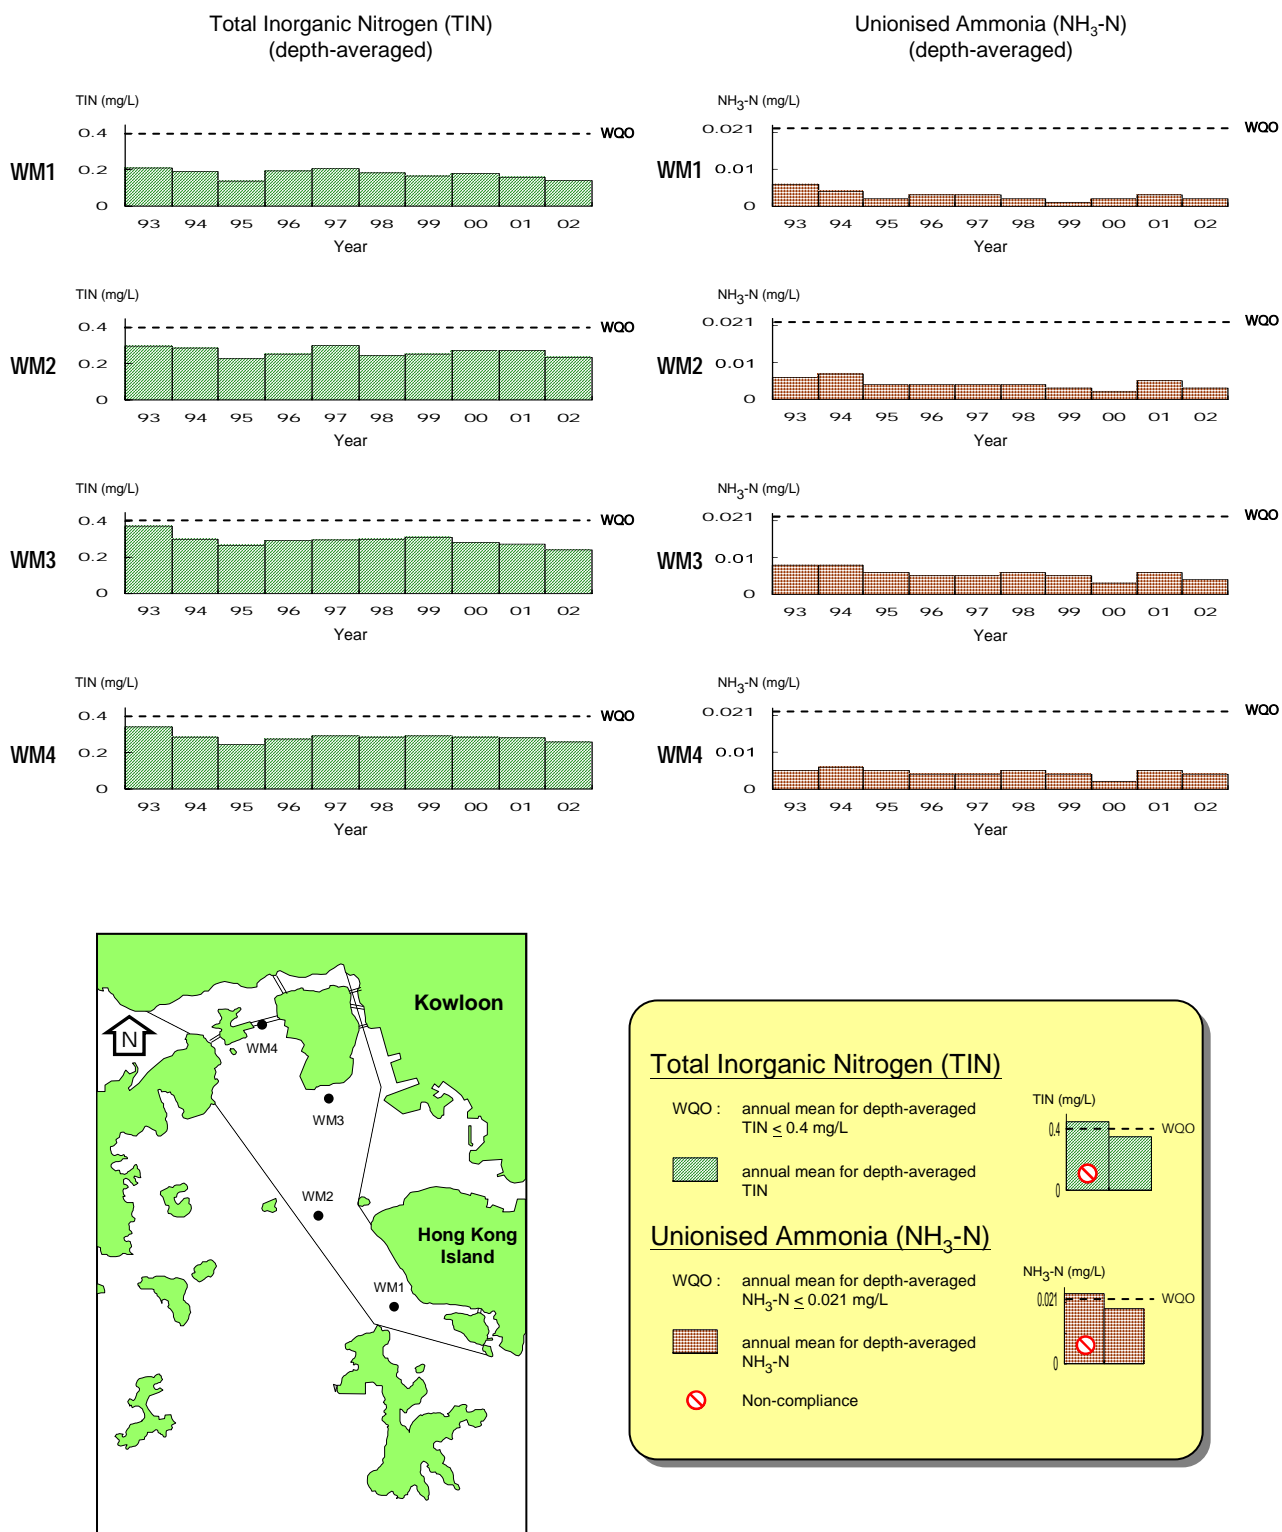 Total Inorganic Nitrogen (TIN)
(depth-averaged)
Unionised Ammonia (NH3-N)
(depth-averaged)
WM1
TIN (mg/L)
0.4
0.2
0
WQO
93 94 95 96 97 98 99 00 01 02
Year
WM1
NH3-N (mg/L)
0.021
0.01
0
WQO
93 94 95 96 97 98 99 00 01 02
Year
WM2
TIN (mg/L)
0.4
0.2
0
WQO
93 94 95 96 97 98 99 00 01 02
Year
WM2
NH3-N (mg/L)
0.021
0.01
0
WQO
93 94 95 96 97 98 99 00 01 02
Year
WM3
TIN (mg/L)
0.4
0.2
0
WQO
93 94 95 96 97 98 99 00 01 02
Year
WM3
NH3-N (mg/L)
0.021
0.01
0
WQO
93 94 95 96 97 98 99 00 01 02
Year
WM4
TIN (mg/L)
0.4
0.2
0
WQO
93 94 95 96 97 98 99 00 01 02
Year
WM4
NH3-N (mg/L)
0.021
0.01
0
WQO
93 94 95 96 97 98 99 00 01 02
Year
Kowloon
N
WM4
WM3
WM2
Hong Kong
Island
WM1
Total Inorganic Nitrogen (TIN)
WQO : annual mean for depth-averaged
TIN ≤ 0.4 mg/L
annual mean for depth-averaged
TIN
TIN (mg/L)
0.4
WQO
0
Unionised Ammonia (NH3-N)
WQO : annual mean for depth-averaged
NH3-N ≤ 0.021 mg/L
annual mean for depth-averaged
NH3-N
Non-compliance
NH3-N (mg/L)
0.021
WQO
0